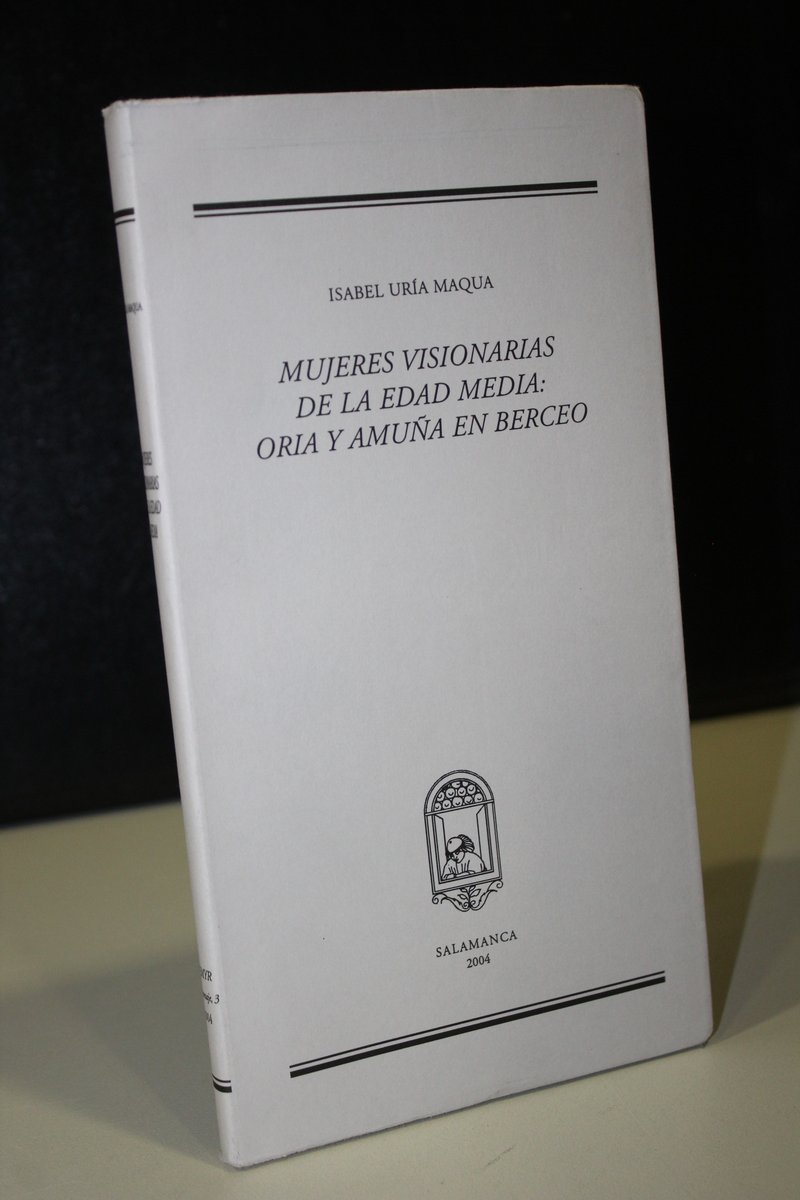 ISABEL URÍA MAQUA
MUJERES VISIONARIAS
DE LA EDAD MEDIA:
ORIA Y AMUÑA EN BERCEO
SALAMANCA
2004